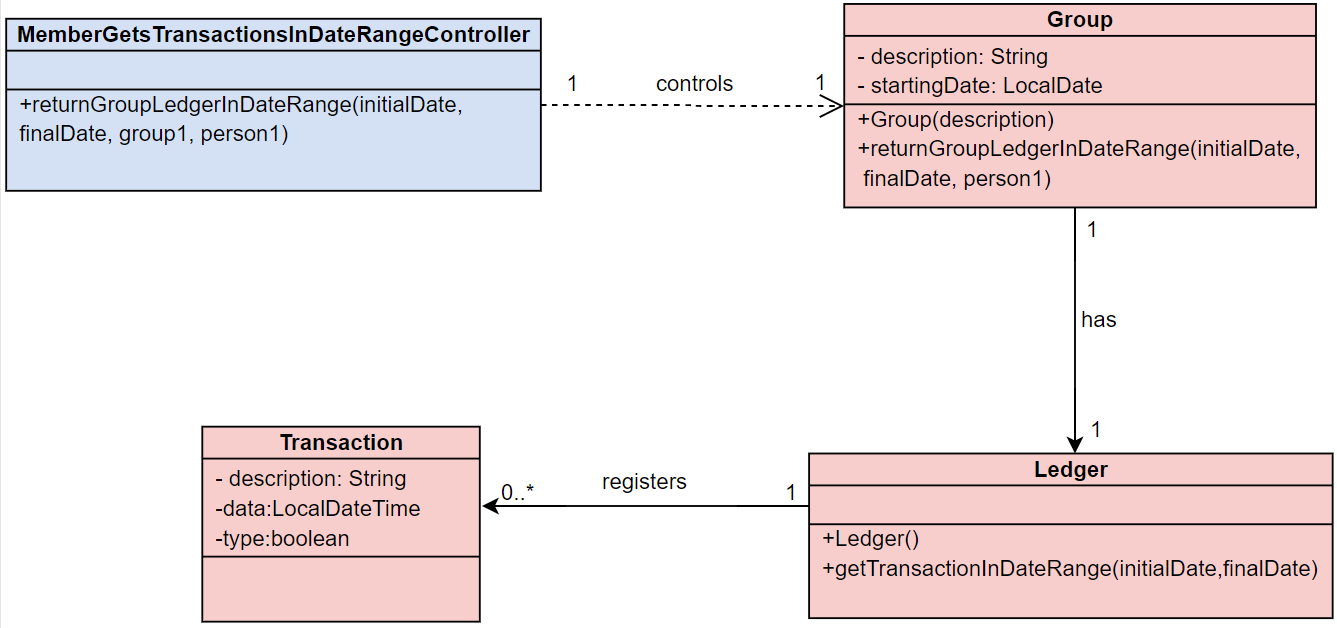 MemberGetsTransactionsInDateRangeController
+returnGroupLedgerInDateRange(initialDate,
finalDate, group1, person1)
1
controls
1
Group
- description: String
- startingDate: LocalDate
+Group(description)
+returnGroupLedgerInDateRange(initialDate,
finalDate, person1)
1
has
1
Transaction
- description: String
-data:LocalDateTime
-type:boolean
0..*
registers
1
Ledger
+Ledger()
+getTransactionInDateRange(initialDate,finalDate)